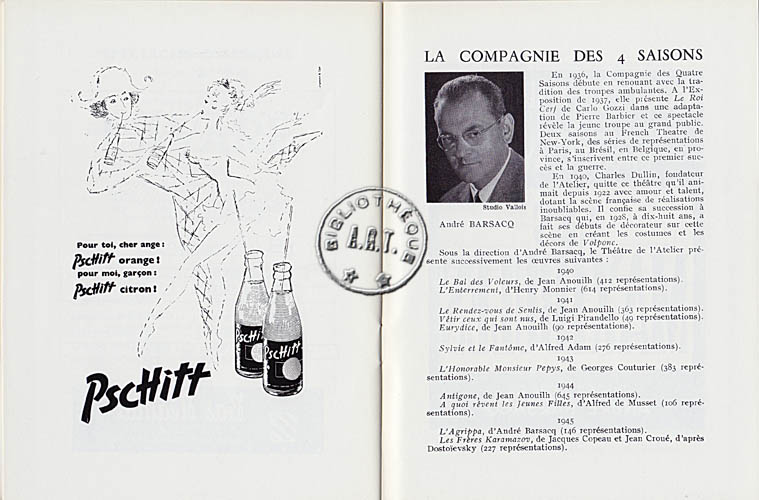 Pour toi, cher ange:
Pschitt orange!
pour moi, garçon:
Pschitt citron!
Pschitt
Pschitt
Pschitt
BIBLIOTHÈQUE
A.R.T.
LA COMPAGNIE DES 4 SAISONS
En 1936, la Compagnie des Quatre
Saisons débute en renouant avec la tra-
dition des troupes ambulantes. A l'Ex-
position de 1937, elle présente Le Roi
Cerf de Carlo Gozzi dans une adapta-
tion de Pierre Barbier et ce spectacle
révèle la jeune troupe au grand public.
Deux saisons au French Theatre de
New-York, des séries de représentations
à Paris, au Brésil, en Belgique, en pro-
vince, s'inscrivent entre ce premier suc-
cès et la guerre.
En 1940, Charles Dullin, fondateur
de l'Atelier, quitte ce théâtre qu'il ani-
mait depuis 1922 avec amour et talent,
dotant la scène française de réalisations
inoubliables. Il confie sa succession à
Barsacq qui, en 1928, à dix-huit ans, a
fait ses débuts de décorateur sur cette
scène en créant les costumes et les
décors de Volpone.
Studio Vallois
André BARSACQ
Sous la direction d'André Barsacq, le Théâtre de l'Atelier pré-
sente successivement les œuvres suivantes :
1940
Le Bal des Voleurs, de Jean Anouilh (412 représentations).
L'Enterrement, d'Henry Monnier (614 représentations).
1941
Le Rendez-vous de Senlis, de Jean Anouilh (363 représentations).
Vêtir ceux qui sont nus, de Luigi Pirandello (49 représentations).
Eurydice, de Jean Anouilh (90 représentations).
1942
Sylvie et le Fantôme, d'Alfred Adam (276 représentations).
1943
L'Honorable Monsieur Pepys, de Georges Couturier (383 repré-
sentations).
1944
Antigone, de Jean Anouilh (645 représentations).
A quoi rêvent les Jeunes Filles, d'Alfred de Musset (106 repré-
sentations).
1945
L'Agrippa, d'André Barsacq (146 représentations).
Les Frères Karamazov, de Jacques Copeau et Jean Croué, d'après
Dostoïevsky (227 représentations).